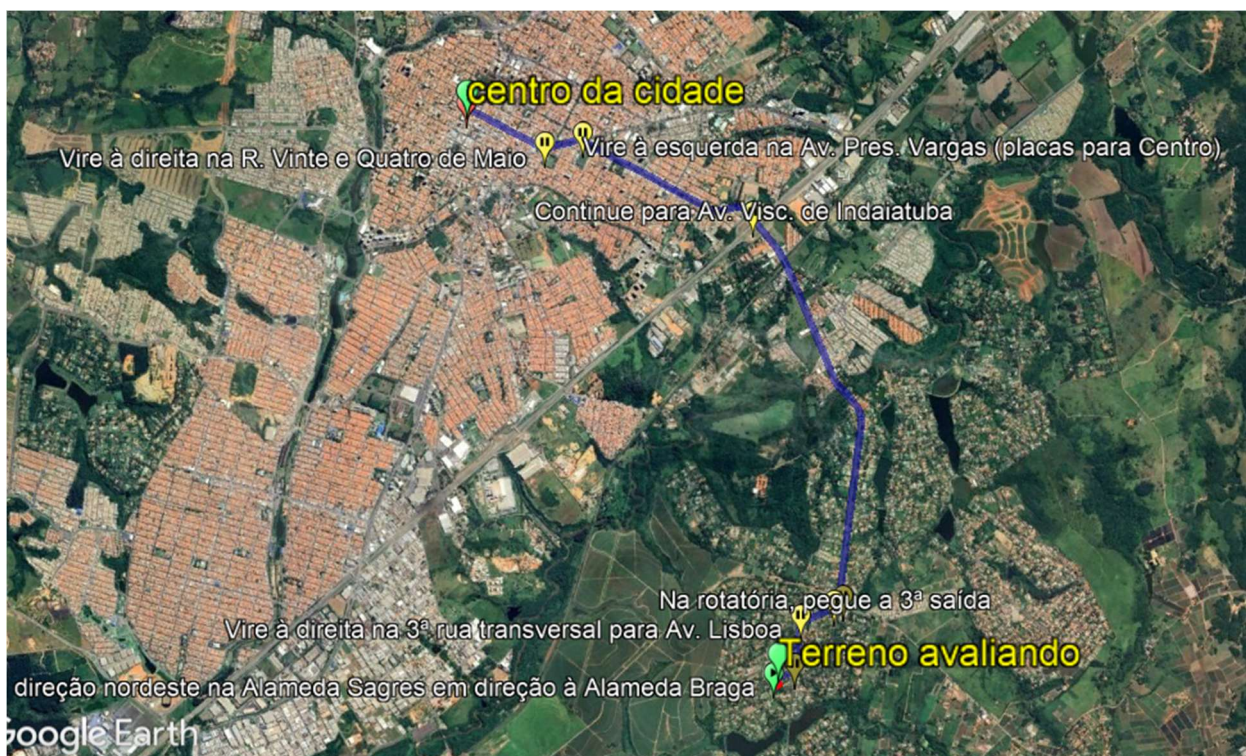 centro da cidade
Vire à direita na R. Vinte e Quatro de Maio
Vire à esquerda na Av. Pres. Vargas (placas para Centro)
Continue para Av. Visc. de Indaiatuba
Na rotatória, pegue a 3ª saída
Vire à direita na 3ª rua transversal para Av. Lisboa
Terreno avaliando
direção nordeste na Alameda Sagres em direção à Alameda Braga
Google Earth